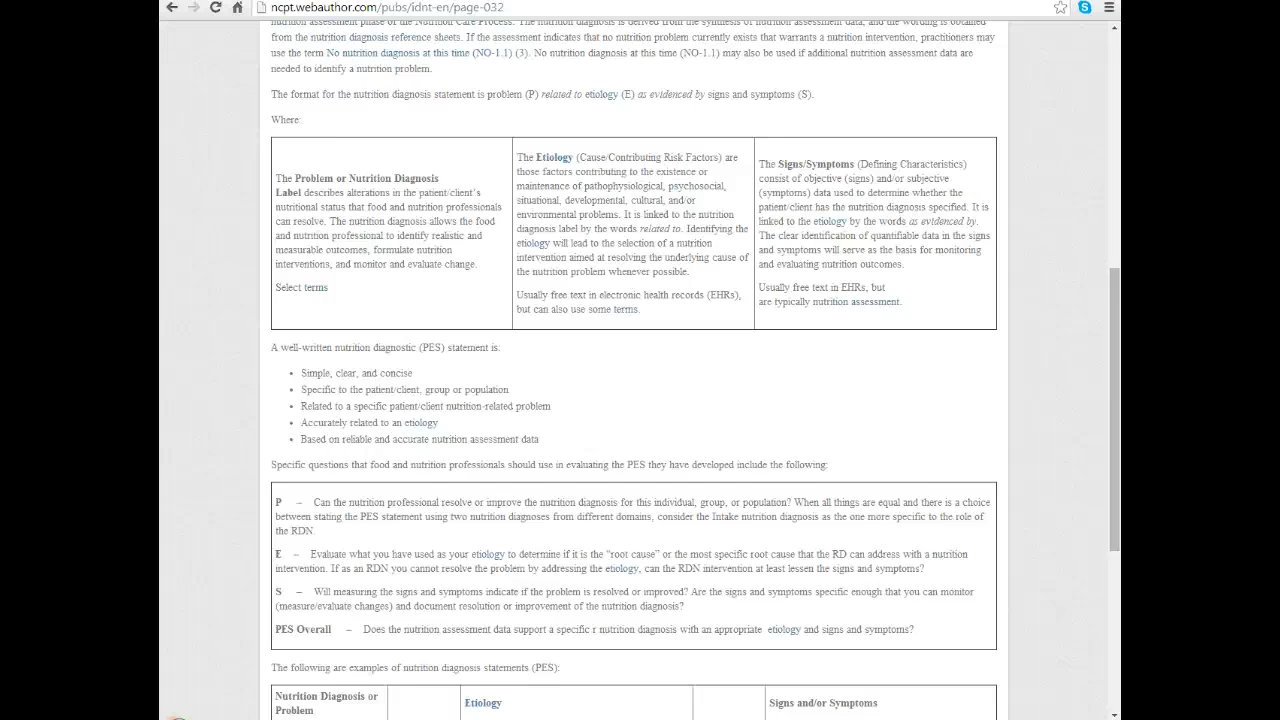 ncpt.webauthor.com/pubs/idnt-en/page-032
nutrition assessment phase of the Nutrition Care Process. The nutrition diagnosis is derived from the synthesis of nutrition assessment data, and the wording is obtained
from the nutrition diagnosis reference sheets. If the assessment indicates that no nutrition problem currently exists that warrants a nutrition intervention, practitioners may
use the term No nutrition diagnosis at this time (NO-1.1) (3). No nutrition diagnosis at this time (NO-1.1) may also be used if additional nutrition assessment data are
needed to identify a nutrition problem.
The format for the nutrition diagnosis statement is problem (P) related to etiology (E) as evidenced by signs and symptoms (S).
Where:
The Problem or Nutrition Diagnosis
Label describes alterations in the patient/client's
nutritional status that food and nutrition professionals
can resolve. The nutrition diagnosis allows the food
and nutrition professional to identify realistic and
measurable outcomes, formulate nutrition
interventions, and monitor and evaluate change.
Select terms
The Etiology (Cause/Contributing Risk Factors) are
those factors contributing to the existence or
maintenance of pathophysiological, psychosocial,
situational, developmental, cultural, and/or
environmental problems. It is linked to the nutrition
diagnosis label by the words related to. Identifying the
etiology will lead to the selection of a nutrition
intervention aimed at resolving the underlying cause of
the nutrition problem whenever possible.
Usually free text in electronic health records (EHRs),
but can also use some terms.
The Signs/Symptoms (Defining Characteristics)
consist of objective (signs) and/or subjective
(symptoms) data used to determine whether the
patient/client has the nutrition diagnosis specified. It is
linked to the etiology by the words as evidenced by.
The clear identification of quantifiable data in the signs
and symptoms will serve as the basis for monitoring
and evaluating nutrition outcomes.
Usually free text in EHRs, but
are typically nutrition assessment.
A well-written nutrition diagnostic (PES) statement is:
• Simple, clear, and concise
• Specific to the patient/client, group or population
• Related to a specific patient/client nutrition-related problem
• Accurately related to an etiology
• Based on reliable and accurate nutrition assessment data
Specific questions that food and nutrition professionals should use in evaluating the PES they have developed include the following:
P – Can the nutrition professional resolve or improve the nutrition diagnosis for this individual, group, or population? When all things are equal and there is a choice
between stating the PES statement using two nutrition diagnoses from different domains, consider the Intake nutrition diagnosis as the one more specific to the role of
the RDN.
E – Evaluate what you have used as your etiology to determine if it is the “root cause” or the most specific root cause that the RD can address with a nutrition
intervention. If as an RDN you cannot resolve the problem by addressing the etiology, can the RDN intervention at least lessen the signs and symptoms?
S – Will measuring the signs and symptoms indicate if the problem is resolved or improved? Are the signs and symptoms specific enough that you can monitor
(measure/evaluate changes) and document resolution or improvement of the nutrition diagnosis?
PES Overall – Does the nutrition assessment data support a specific r nutrition diagnosis with an appropriate etiology and signs and symptoms?
The following are examples of nutrition diagnosis statements (PES):
Nutrition Diagnosis or
Problem
Etiology
Signs and/or Symptoms